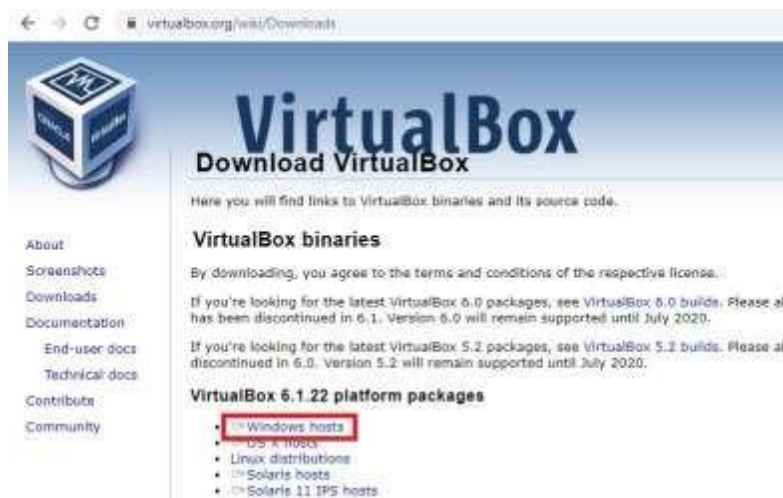 virtualbox.org/wiki/Downloads
ORACLE
VirtualBox
VirtualBox
Download VirtualBox
Here you will find links to VirtualBox binaries and its source code.
About
Screenshots
Downloads
Documentation
End-user docs
Technical docs
Contribute
Community
VirtualBox binaries
By downloading, you agree to the terms and conditions of the respective license.
If you're looking for the latest VirtualBox 6.0 packages, see VirtualBox 6.0 builds. Please al
has been discontinued in 6.1. Version 6.0 will remain supported until July 2020.
If you're looking for the latest VirtualBox 5.2 packages, see VirtualBox 5.2 builds. Please al
discontinued in 6.0. Version 5.2 will remain supported until July 2020.
VirtualBox 6.1.22 platform packages
Windows hosts
OS X hosts
Linux distributions
Solaris hosts
Solaris 11 IPS hosts